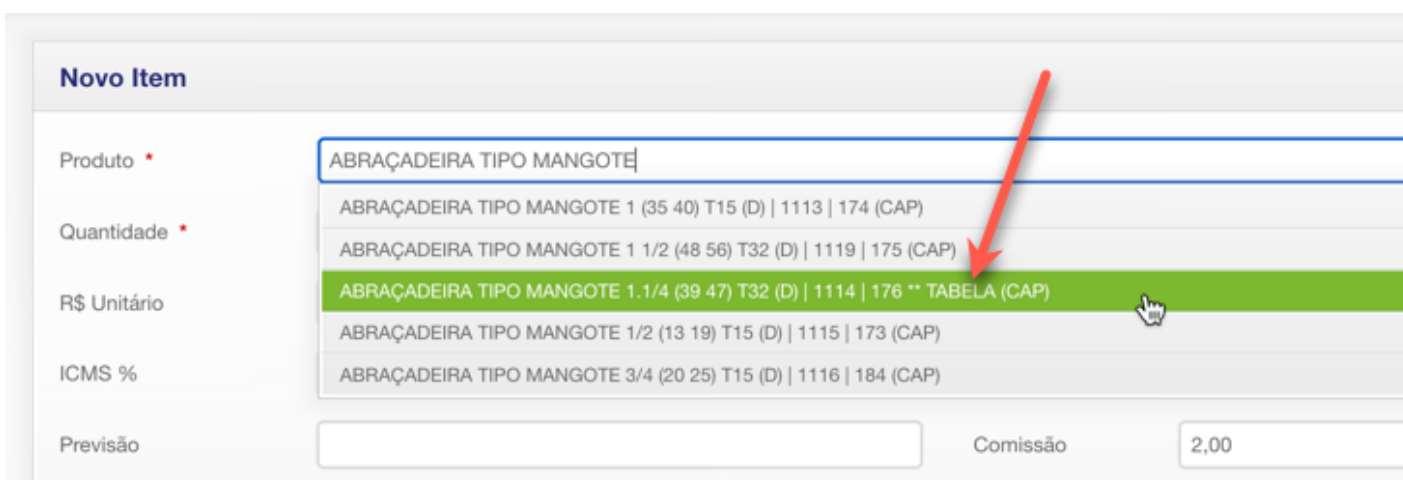 Novo Item
Produto *
ABRAÇADEIRA TIPO MANGOTE
ABRAÇADEIRA TIPO MANGOTE 1 (35 40) T15 (D) | 1113 | 174 (CAP)
Quantidade *
ABRAÇADEIRA TIPO MANGOTE 1 1/2 (48 56) T32 (D) | 1119 | 175 (CAP)
ABRAÇADEIRA TIPO MANGOTE 1.1/4 (39 47) T32 (D) | 1114 | 176 ** TABELA (CAP)
R$ Unitário
ABRAÇADEIRA TIPO MANGOTE 1/2 (13 19) T15 (D) | 1115 | 173 (CAP)
ICMS %
ABRAÇADEIRA TIPO MANGOTE 3/4 (20 25) T15 (D) | 1116 | 184 (CAP)
Previsão
Comissão
2,00